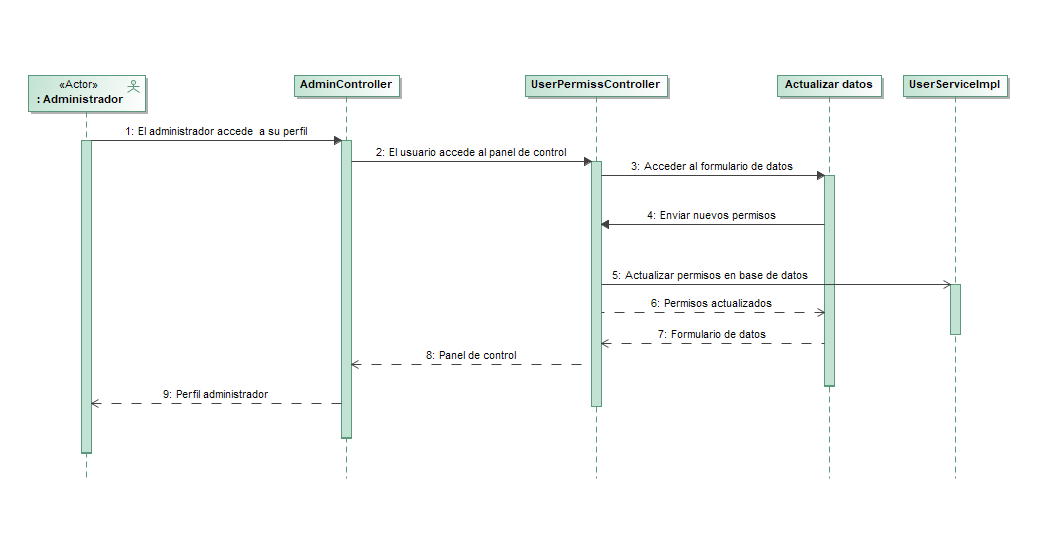 «Actor»
: Administrador
AdminController
UserPermissController
Actualizar datos
UserServiceImpl
1: El administrador accede  a su perfil
2: El usuario accede al panel de control
3: Acceder al formulario de datos
4: Enviar nuevos permisos
5: Actualizar permisos en base de datos
6: Permisos actualizados
7: Formulario de datos
8: Panel de control
9: Perfil administrador